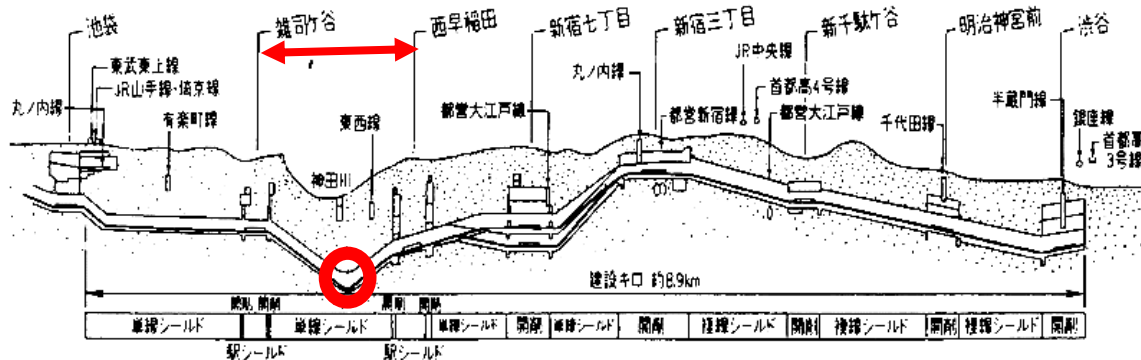 池袋
雑司ケ谷
西早稲田
新宿七丁目
新宿三丁目
新千駄ケ谷
明治神宮前
渋谷
東武東上線
JR山手線・埼京線
丸ノ内線
有楽町線
東西線
神田川
都営大江戸線
丸ノ内線
都営新宿線
JR中央線
首都高4号線
都営大江戸線
千代田線
半蔵門線
銀座線
首都高
3号線
建設キロ 約8.9km
開削 開削 開削 開削
単線シールド 単線シールド 単線シールド 開削 単線シールド 開削 複線シールド 開削 複線シールド 開削 複線シールド 開削
駅シールド 駅シールド